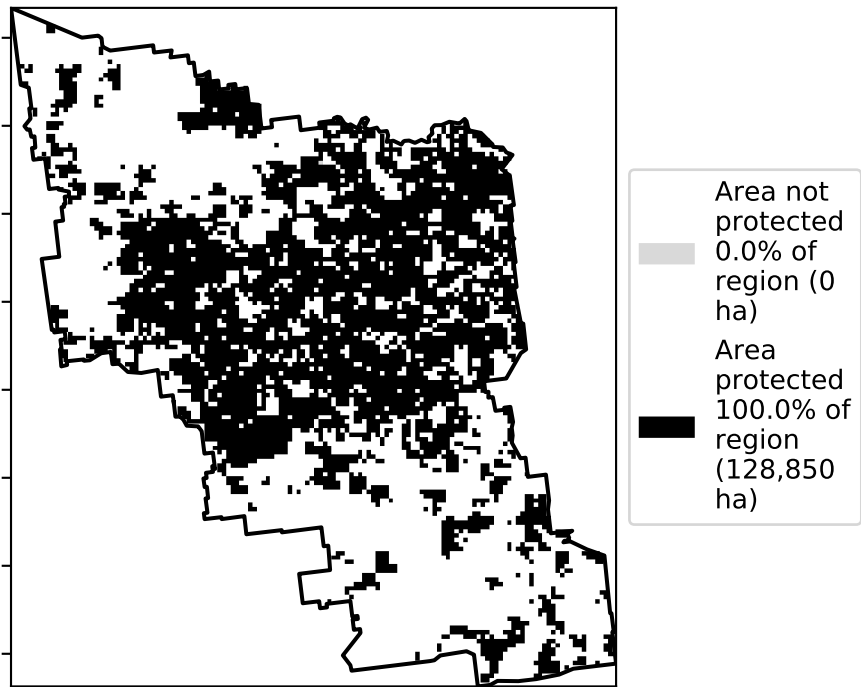 Area not
protected
0.0% of
region (0
ha)
Area
protected
100.0% of
region
(128,850
ha)